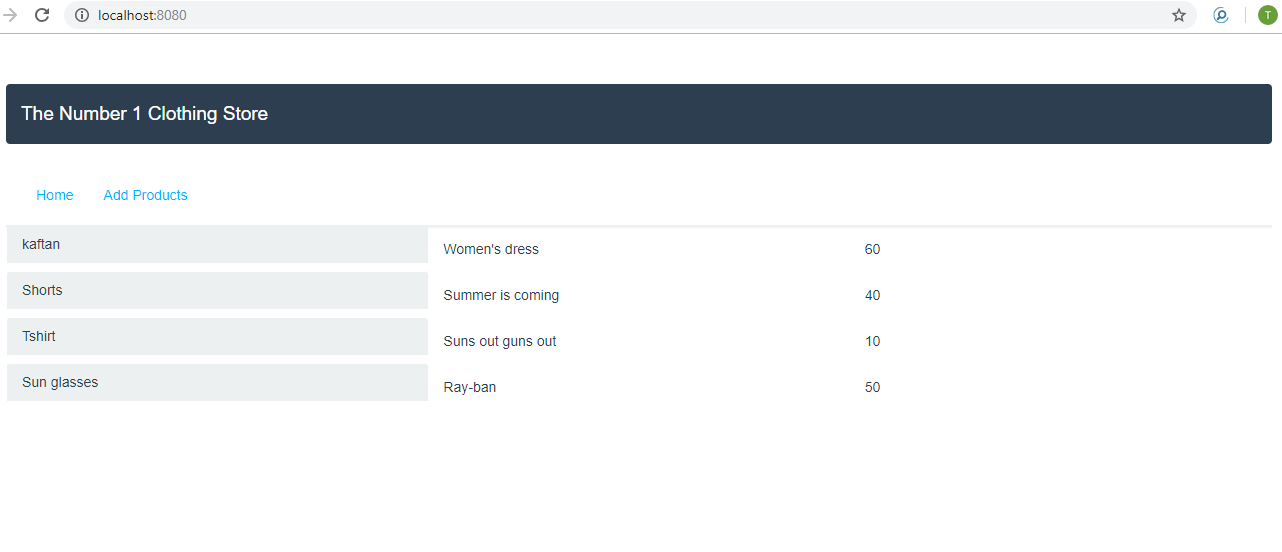 localhost:8080
T
The Number 1 Clothing Store
Home Add Products
kaftan Women's dress 60
Shorts Summer is coming 40
Tshirt Suns out guns out 10
Sun glasses Ray-ban 50